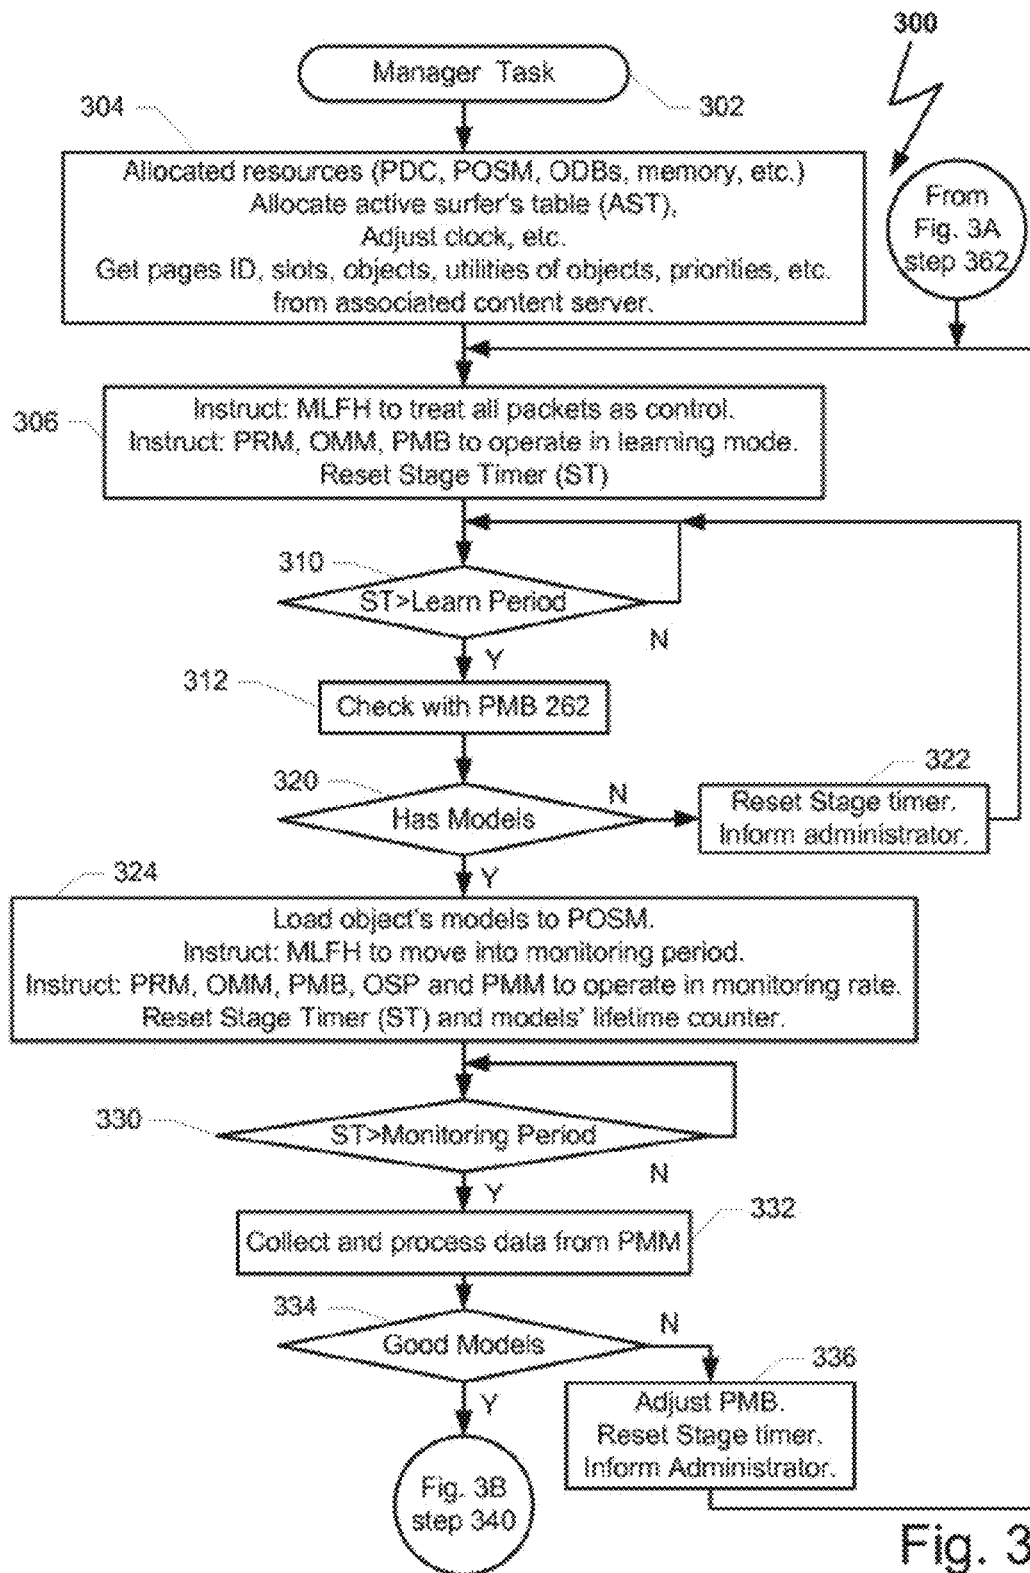 300
Manager Task
302
304
Allocated resources (PDC, POSM, ODBs, memory, etc.)
Allocate active surfer's table (AST),
Adjust clock, etc.
Get pages ID, slots, objects, utilities of objects, priorities, etc.
from associated content server.
From
Fig. 3A
step 362
306
Instruct: MLFH to treat all packets as control.
Instruct: PRM, OMM, PMB to operate in learning mode.
Reset Stage Timer (ST)
310
ST>Learn Period
N
Y
312
Check with PMB 262
320
Has Models
N
322
Reset Stage timer.
Inform administrator.
Y
324
Load object's models to POSM.
Instruct: MLFH to move into monitoring period.
Instruct: PRM, OMM, PMB, OSP and PMM to operate in monitoring rate.
Reset Stage Timer (ST) and models' lifetime counter.
330
ST>Monitoring Period
N
Y
332
Collect and process data from PMM
334
Good Models
N
336
Adjust PMB.
Reset Stage timer.
Inform Administrator.
Y
Fig. 3B
step 340
Fig. 3